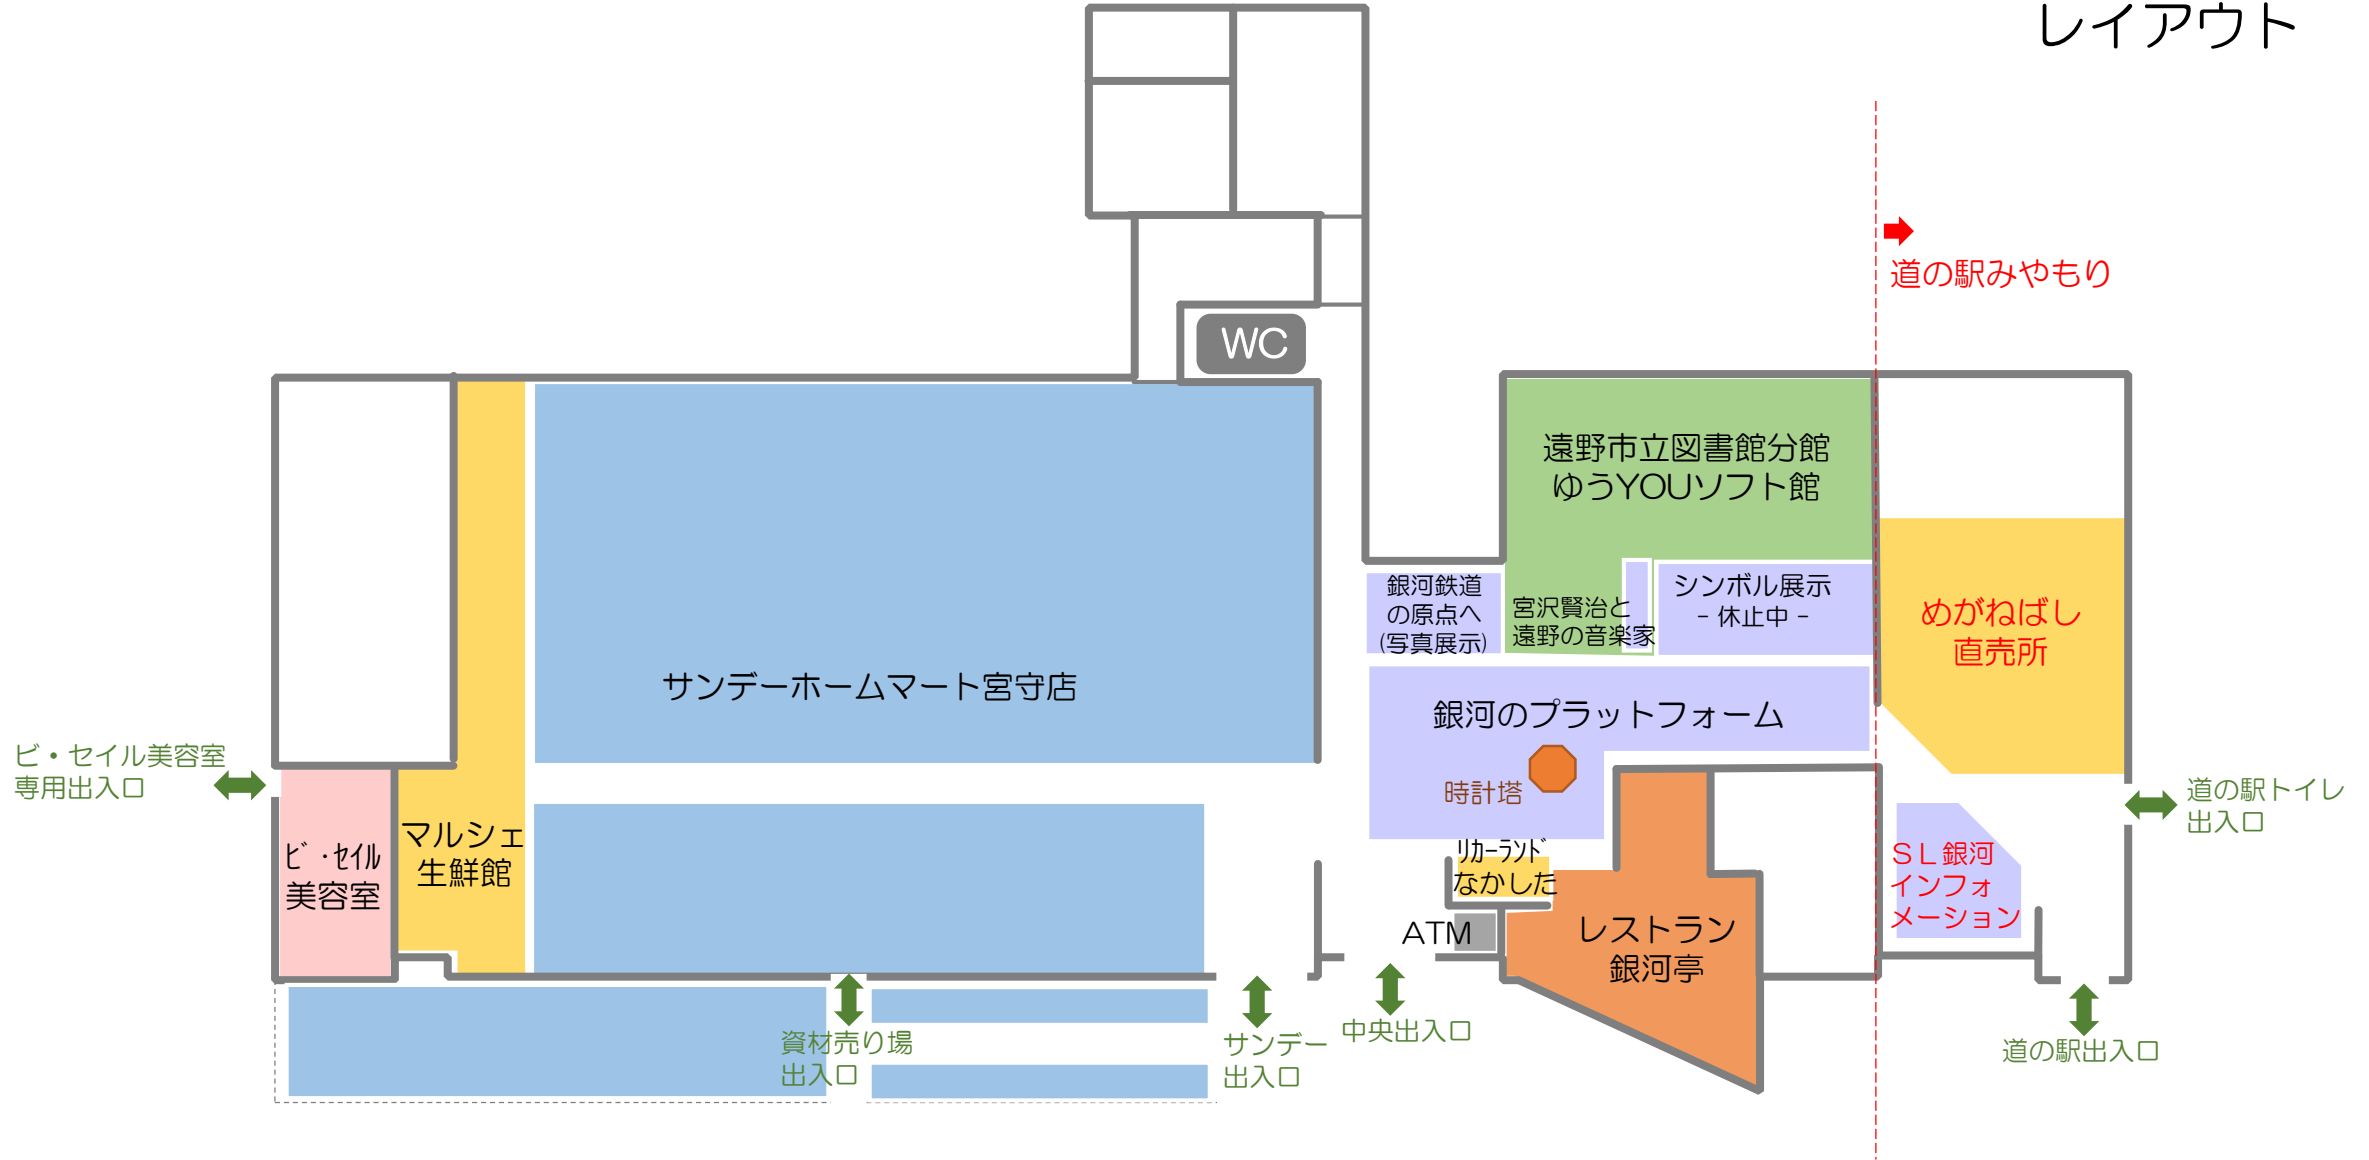 レイアウト
道の駅みやもり
WC
遠野市立図書館分館
ゆうYOUソフト館
銀河鉄道
の原点へ
(写真展示)
宮沢賢治と
遠野の音楽家
シンボル展示
- 休止中 -
めがねばし
直売所
サンデーホームマート宮守店
銀河のプラットフォーム
時計塔
ビ・セイル美容室
専用出入口
道の駅トイレ
出入口
マルシェ
生鮮館
ビ・セイル
美容室
リカーランド
なかした
ATM
レストラン
銀河亭
ＳＬ銀河
インフォ
メーション
資材売り場
出入口
サンデー
出入口
中央出入口
道の駅出入口